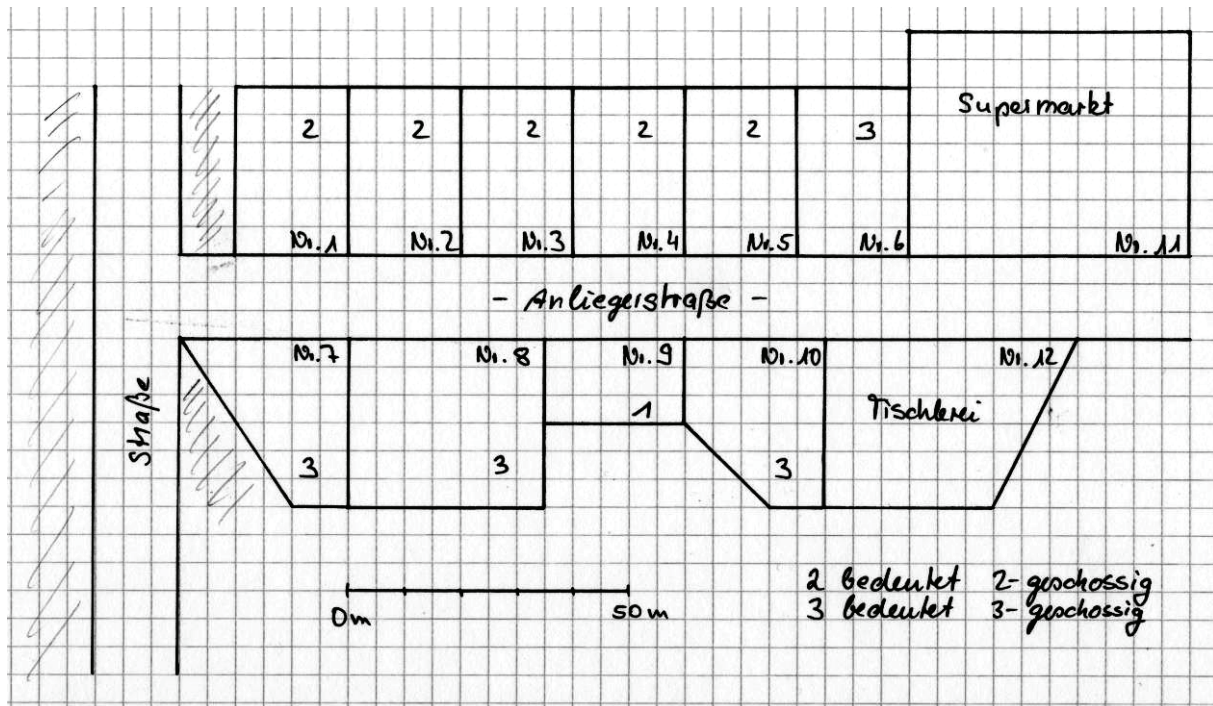 Supermarkt
2 2 2 2 2 3
Nr.1 Nr.2 Nr.3 Nr.4 Nr.5 Nr.6 Nr.11
- Anliegerstraße -
Nr.7 Nr.8 Nr.9 Nr.10 Nr.12
Straße
1
Tischlerei
3 3 3
0m 50m
2 bedeutet 2-geschossig
3 bedeutet 3-geschossig